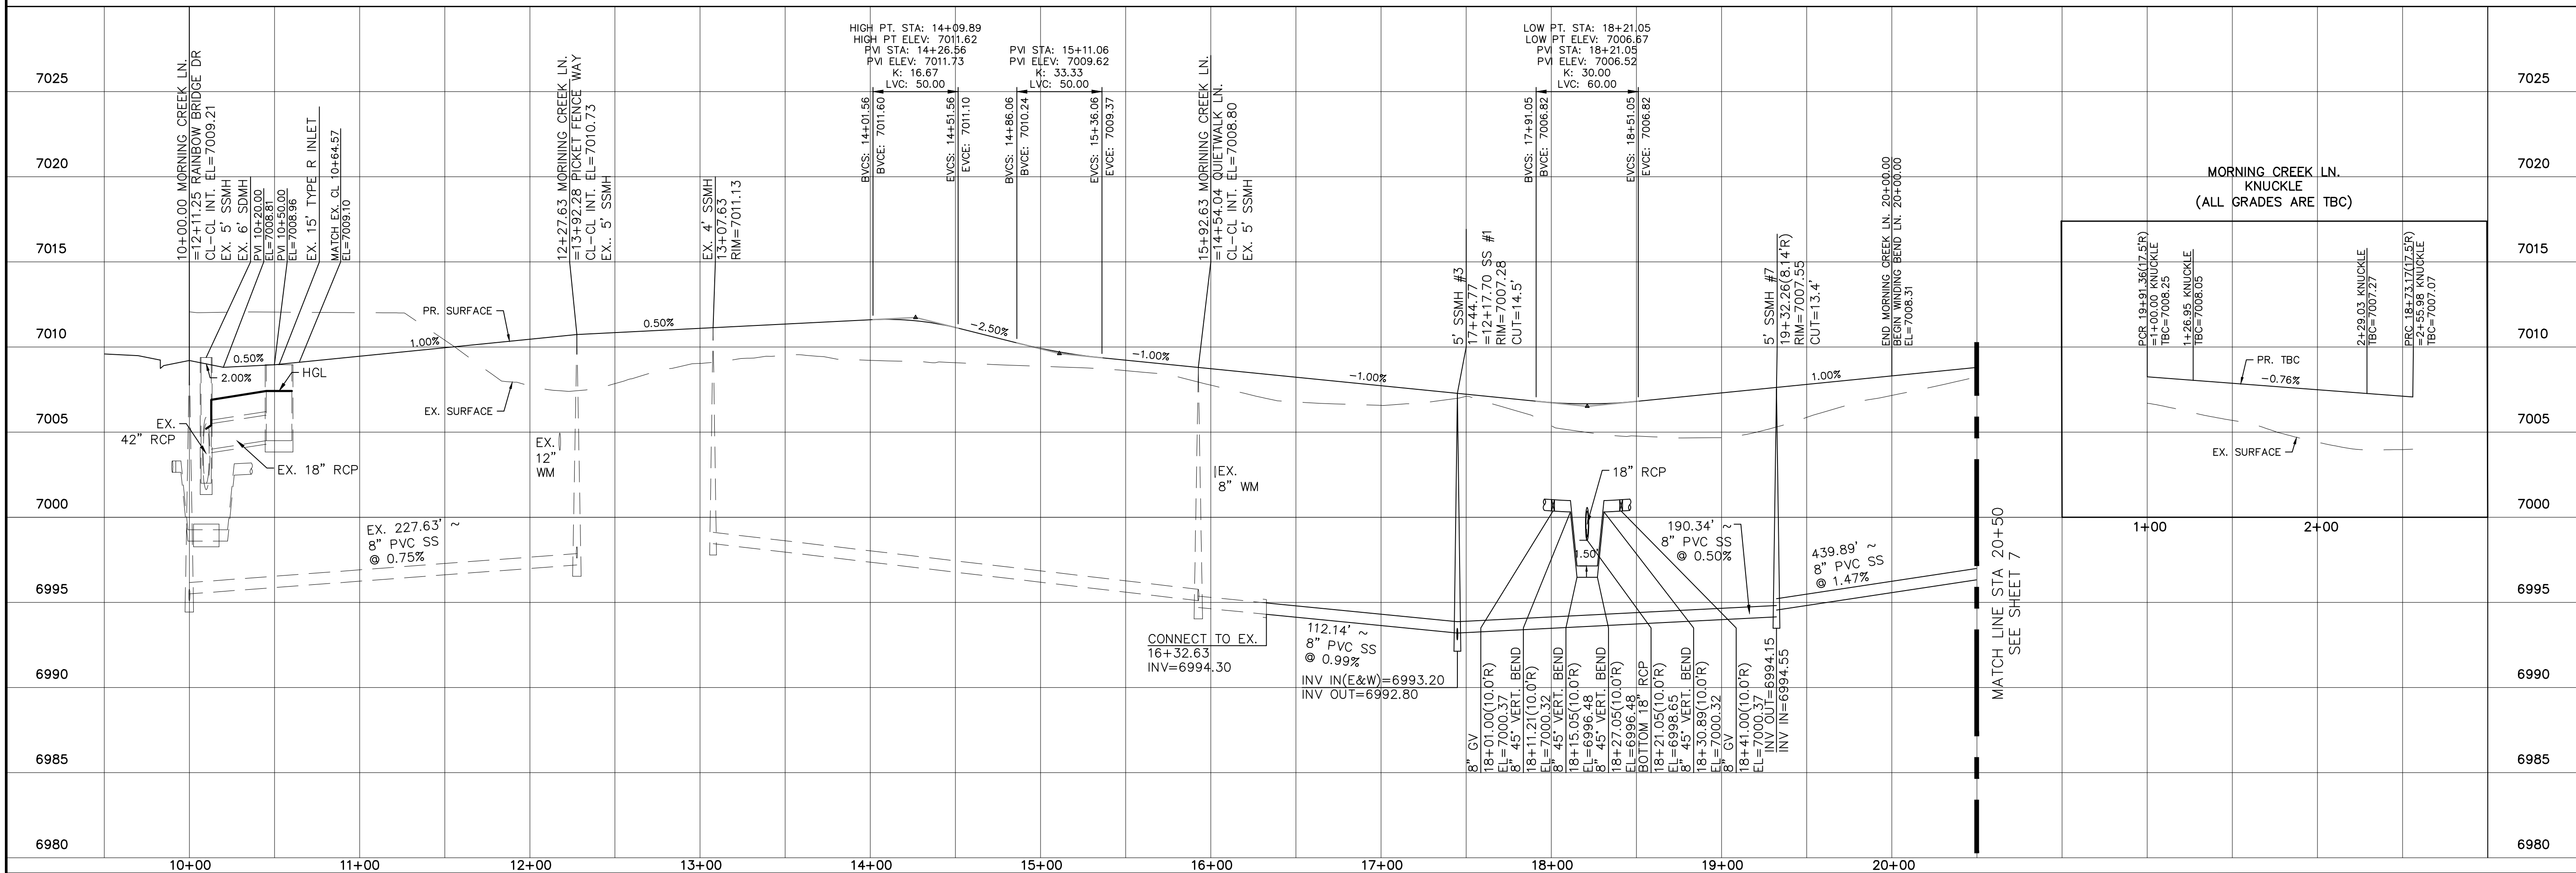 HIGH PT. STA: 14+09.89
HIGH PT ELEV: 7011.62
PVI STA: 14+26.56
PVI ELEV: 7011.73
K: 16.67
LVC: 50.00
PVI STA: 15+11.06
PVI ELEV: 7009.62
K: 33.33
LVC: 50.00
LOW PT. STA: 18+21.05
LOW PT ELEV: 7006.67
PVI STA: 18+21.05
PVI ELEV: 7006.52
K: 30.00
LVC: 60.00
7025
7020
7015
7010
7005
7000
6995
6990
6985
6980
10+00.00 MORNING CREEK LN.
=12+11.25 RAINBOW BRIDGE DR
CL-CL INT. EL=7009.21
EX. 5' SSMH
EX. 6' SDMH
PVI 10+20.00
EL=7008.81
PVI 10+50.00
EL=7008.96
EX. 15' TYPE R INLET
MATCH EX. CL 10+64.57
EL=7009.10
12+27.63 MORINING CREEK LN.
=13+92.28 PICKET FENCE WAY
CL-CL INT. EL=7010.73
EX.. 5' SSMH
EX. 4' SSMH
13+07.63
RIM=7011.13
BVCS: 14+01.56
BVCE: 7011.60
EVCS: 14+51.56
EVCE: 7011.10
BVCS: 14+86.06
BVCE: 7010.24
EVCS: 15+36.06
EVCE: 7009.37
15+92.63 MORINING CREEK LN.
=14+54.04 QUIETWALK LN.
CL-CL INT. EL=7008.80
EX. 5' SSMH
5' SSMH #3
17+44.77
=12+17.70 SS #1
RIM=7007.28
CUT=14.5'
BVCS: 17+91.05
BVCE: 7006.82
EVCS: 18+51.05
EVCE: 7006.82
5' SSMH #7
19+32.26(8.14'R)
RIM=7007.55
CUT=13.4'
END MORNING CREEK LN. 20+00.00
BEGIN WINDING BEND LN. 20+00.00
EL=7008.31
MORNING CREEK LN.
KNUCKLE
(ALL GRADES ARE TBC)
PCR 19+91.36(17.5'R)
=1+00.00 KNUCKLE
TBC=7008.25
1+26.95 KNUCKLE
TBC=7008.05
2+29.03 KNUCKLE
TBC=7007.27
PRC 18+73.17(17.5'R)
=2+55.98 KNUCKLE
TBC=7007.07
PR. TBC
-0.76%
EX. SURFACE
1+00
2+00
PR. SURFACE
EX. SURFACE
0.50%
2.00%
1.00%
0.50%
-2.50%
-1.00%
-1.00%
1.00%
HGL
EX.
42" RCP
EX. 18" RCP
EX.
12"
WM
EX.
8" WM
EX. 227.63' ~
8" PVC SS
@ 0.75%
CONNECT TO EX.
16+32.63
INV=6994.30
112.14' ~
8" PVC SS
@ 0.99%
INV IN(E&W)=6993.20
INV OUT=6992.80
18" RCP
1.50'
190.34' ~
8" PVC SS
@ 0.50%
439.89' ~
8" PVC SS
@ 1.47%
8" GV
18+01.00(10.0'R)
EL=7000.37
8" 45° VERT. BEND
18+11.21(10.0'R)
EL=7000.32
8" 45° VERT. BEND
18+15.05(10.0'R)
EL=6996.48
8" 45° VERT. BEND
18+27.05(10.0'R)
EL=6996.48
BOTTOM 18" RCP
18+21.05(10.0'R)
EL=6998.65
8" 45° VERT. BEND
18+30.89(10.0'R)
EL=7000.32
8" GV
18+41.00(10.0'R)
EL=7000.37
INV OUT=6994.15
INV IN=6994.55
MATCH LINE STA 20+50
SEE SHEET 7
7025
7020
7015
7010
7005
7000
6995
6990
6985
6980
10+00
11+00
12+00
13+00
14+00
15+00
16+00
17+00
18+00
19+00
20+00